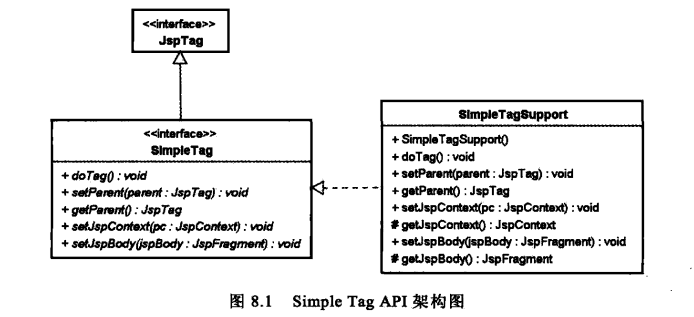 <<interface>>
JspTag
<<interface>>
SimpleTag
+ doTag() : void
+ setParent(parent : JspTag) : void
+ getParent() : JspTag
+ setJspContext(pc : JspContext) : void
+ setJspBody(jspBody : JspFragment) : void
SimpleTagSupport
+ SimpleTagSupport()
+ doTag() : void
+ setParent(parent : JspTag) : void
+ getParent() : JspTag
+ setJspContext(pc : JspContext) : void
# getJspContext() : JspContext
+ setJspBody(jspBody : JspFragment) : void
# getJspBody() : JspFragment
图 8.1 Simple Tag API 架构图